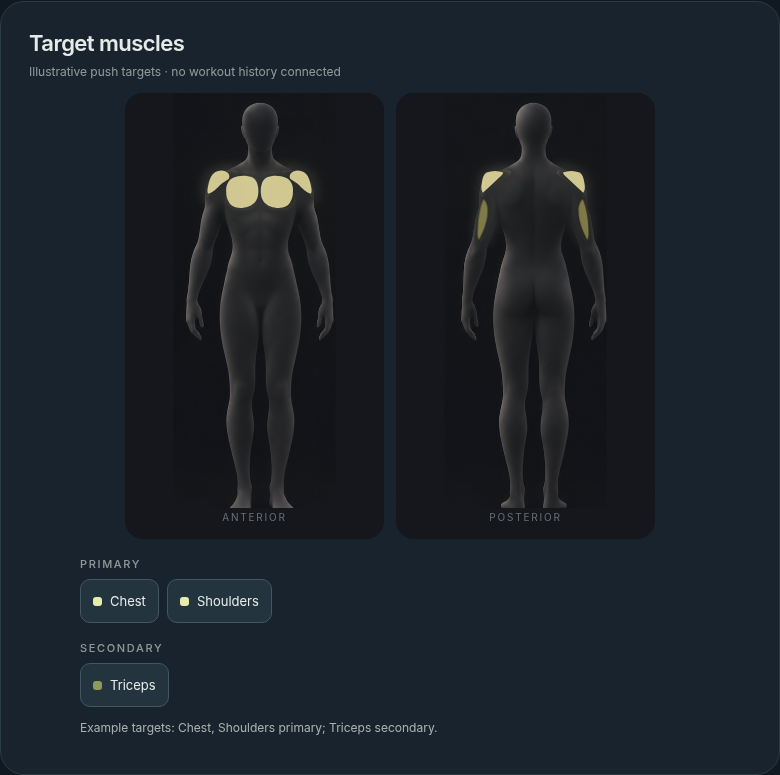 Target muscles
Illustrative push targets · no workout history connected
ANTERIOR
POSTERIOR
PRIMARY
Chest
Shoulders
SECONDARY
Triceps
Example targets: Chest, Shoulders primary; Triceps secondary.